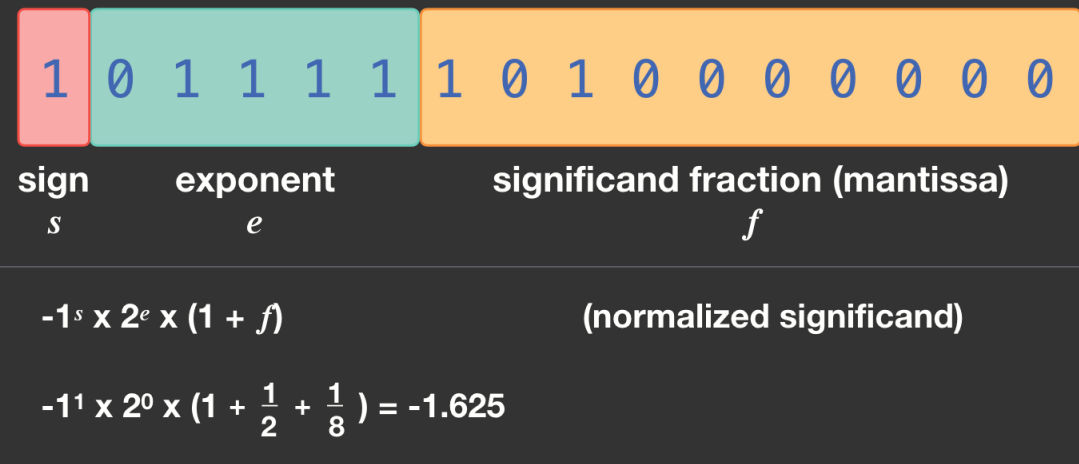 1 0 1 1 1 1 1 0 1 0 0 0 0 0 0 0
sign exponent significand fraction (mantissa)
s e f
-1ˢ x 2ᵉ x (1 + f) (normalized significand)
-1¹ x 2⁰ x (1 + 1/2 + 1/8 ) = -1.625